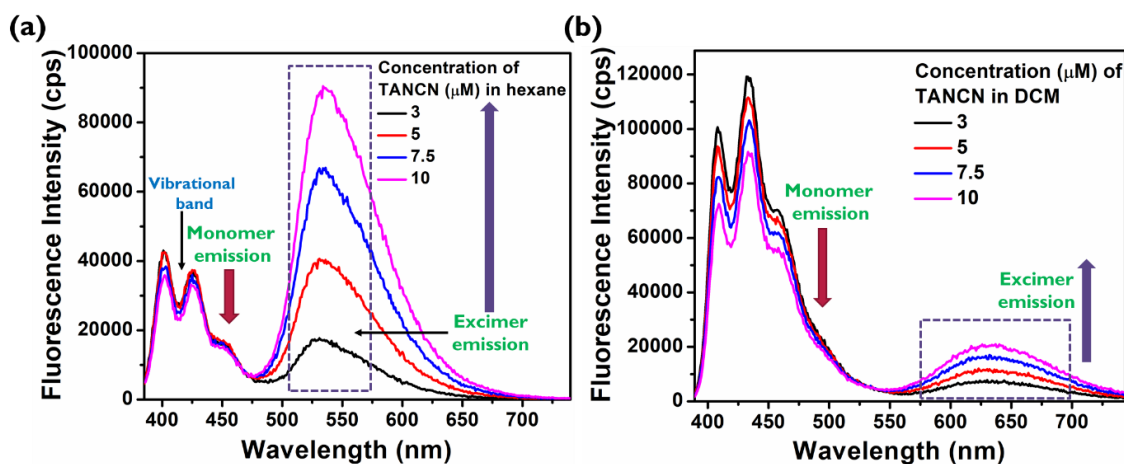 (a)
Fluorescence Intensity (cps)
100000
80000
60000
40000
20000
0
Concentration of
TANCN (μM) in hexane
3
5
7.5
10
Vibrational
band
Monomer
emission
Excimer
emission
400 450 500 550 600 650 700
Wavelength (nm)
(b)
Fluorescence Intensity (cps)
120000
100000
80000
60000
40000
20000
0
Concentration (μM) of
TANCN in DCM
3
5
7.5
10
Monomer
emission
Excimer
emission
400 450 500 550 600 650 700
Wavelength (nm)